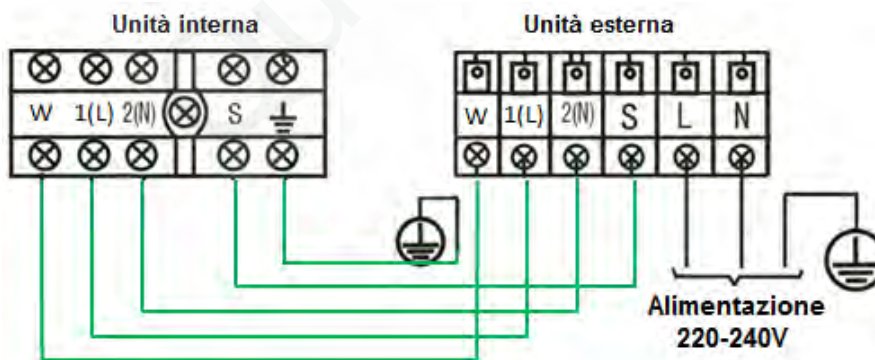 Unità interna
Unità esterna
W 1(L) 2(N) S
W 1(L) 2(N) S L N
Alimentazione
220-240V